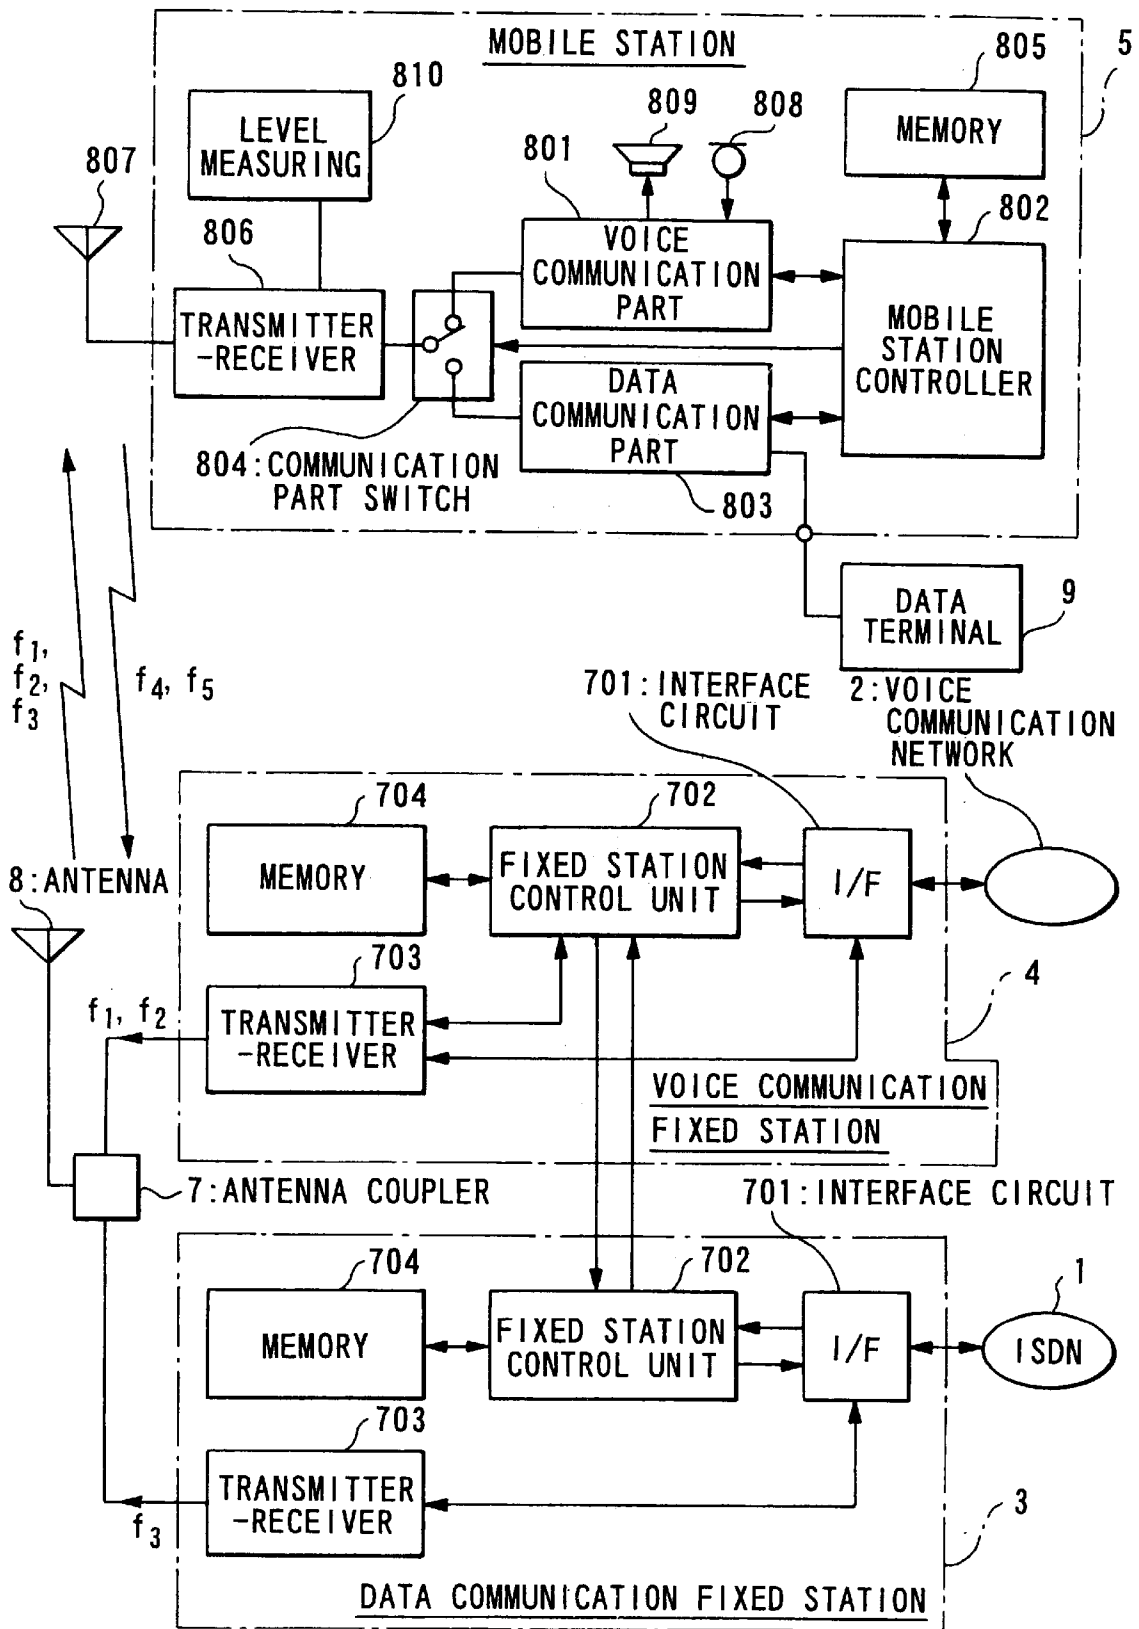 MOBILE STATION
5
805
810
809
808
LEVEL
MEASURING
MEMORY
801
807
802
806
VOICE
COMMUNICATION
PART
TRANSMITTER
-RECEIVER
MOBILE
STATION
CONTROLLER
DATA
COMMUNICATION
PART
804:COMMUNICATION
PART SWITCH
803
9
DATA
TERMINAL
f1,
f2,
f3
f4, f5
701:INTERFACE
CIRCUIT
2:VOICE
COMMUNICATION
NETWORK
704
702
8:ANTENNA
MEMORY
FIXED STATION
CONTROL UNIT
I/F
703
4
f1, f2
TRANSMITTER
-RECEIVER
VOICE COMMUNICATION
FIXED STATION
7:ANTENNA COUPLER
701:INTERFACE CIRCUIT
704
702
1
MEMORY
FIXED STATION
CONTROL UNIT
I/F
ISDN
703
TRANSMITTER
-RECEIVER
f3
3
DATA COMMUNICATION FIXED STATION